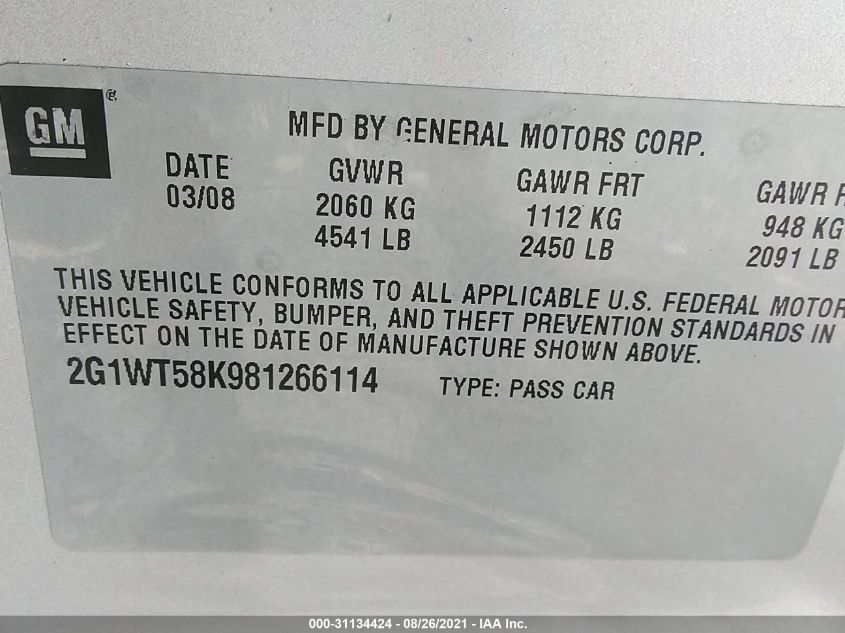 GM ®
MFD BY GENERAL MOTORS CORP.
DATE GVWR GAWR FRT GAWR
03/08 2060 KG 1112 KG 948 KG
4541 LB 2450 LB 2091 LB
THIS VEHICLE CONFORMS TO ALL APPLICABLE U.S. FEDERAL MOTOR
VEHICLE SAFETY, BUMPER, AND THEFT PREVENTION STANDARDS IN
EFFECT ON THE DATE OF MANUFACTURE SHOWN ABOVE.
2G1WT58K981266114 TYPE: PASS CAR
000-31134424 - 08/26/2021 - IAA Inc.